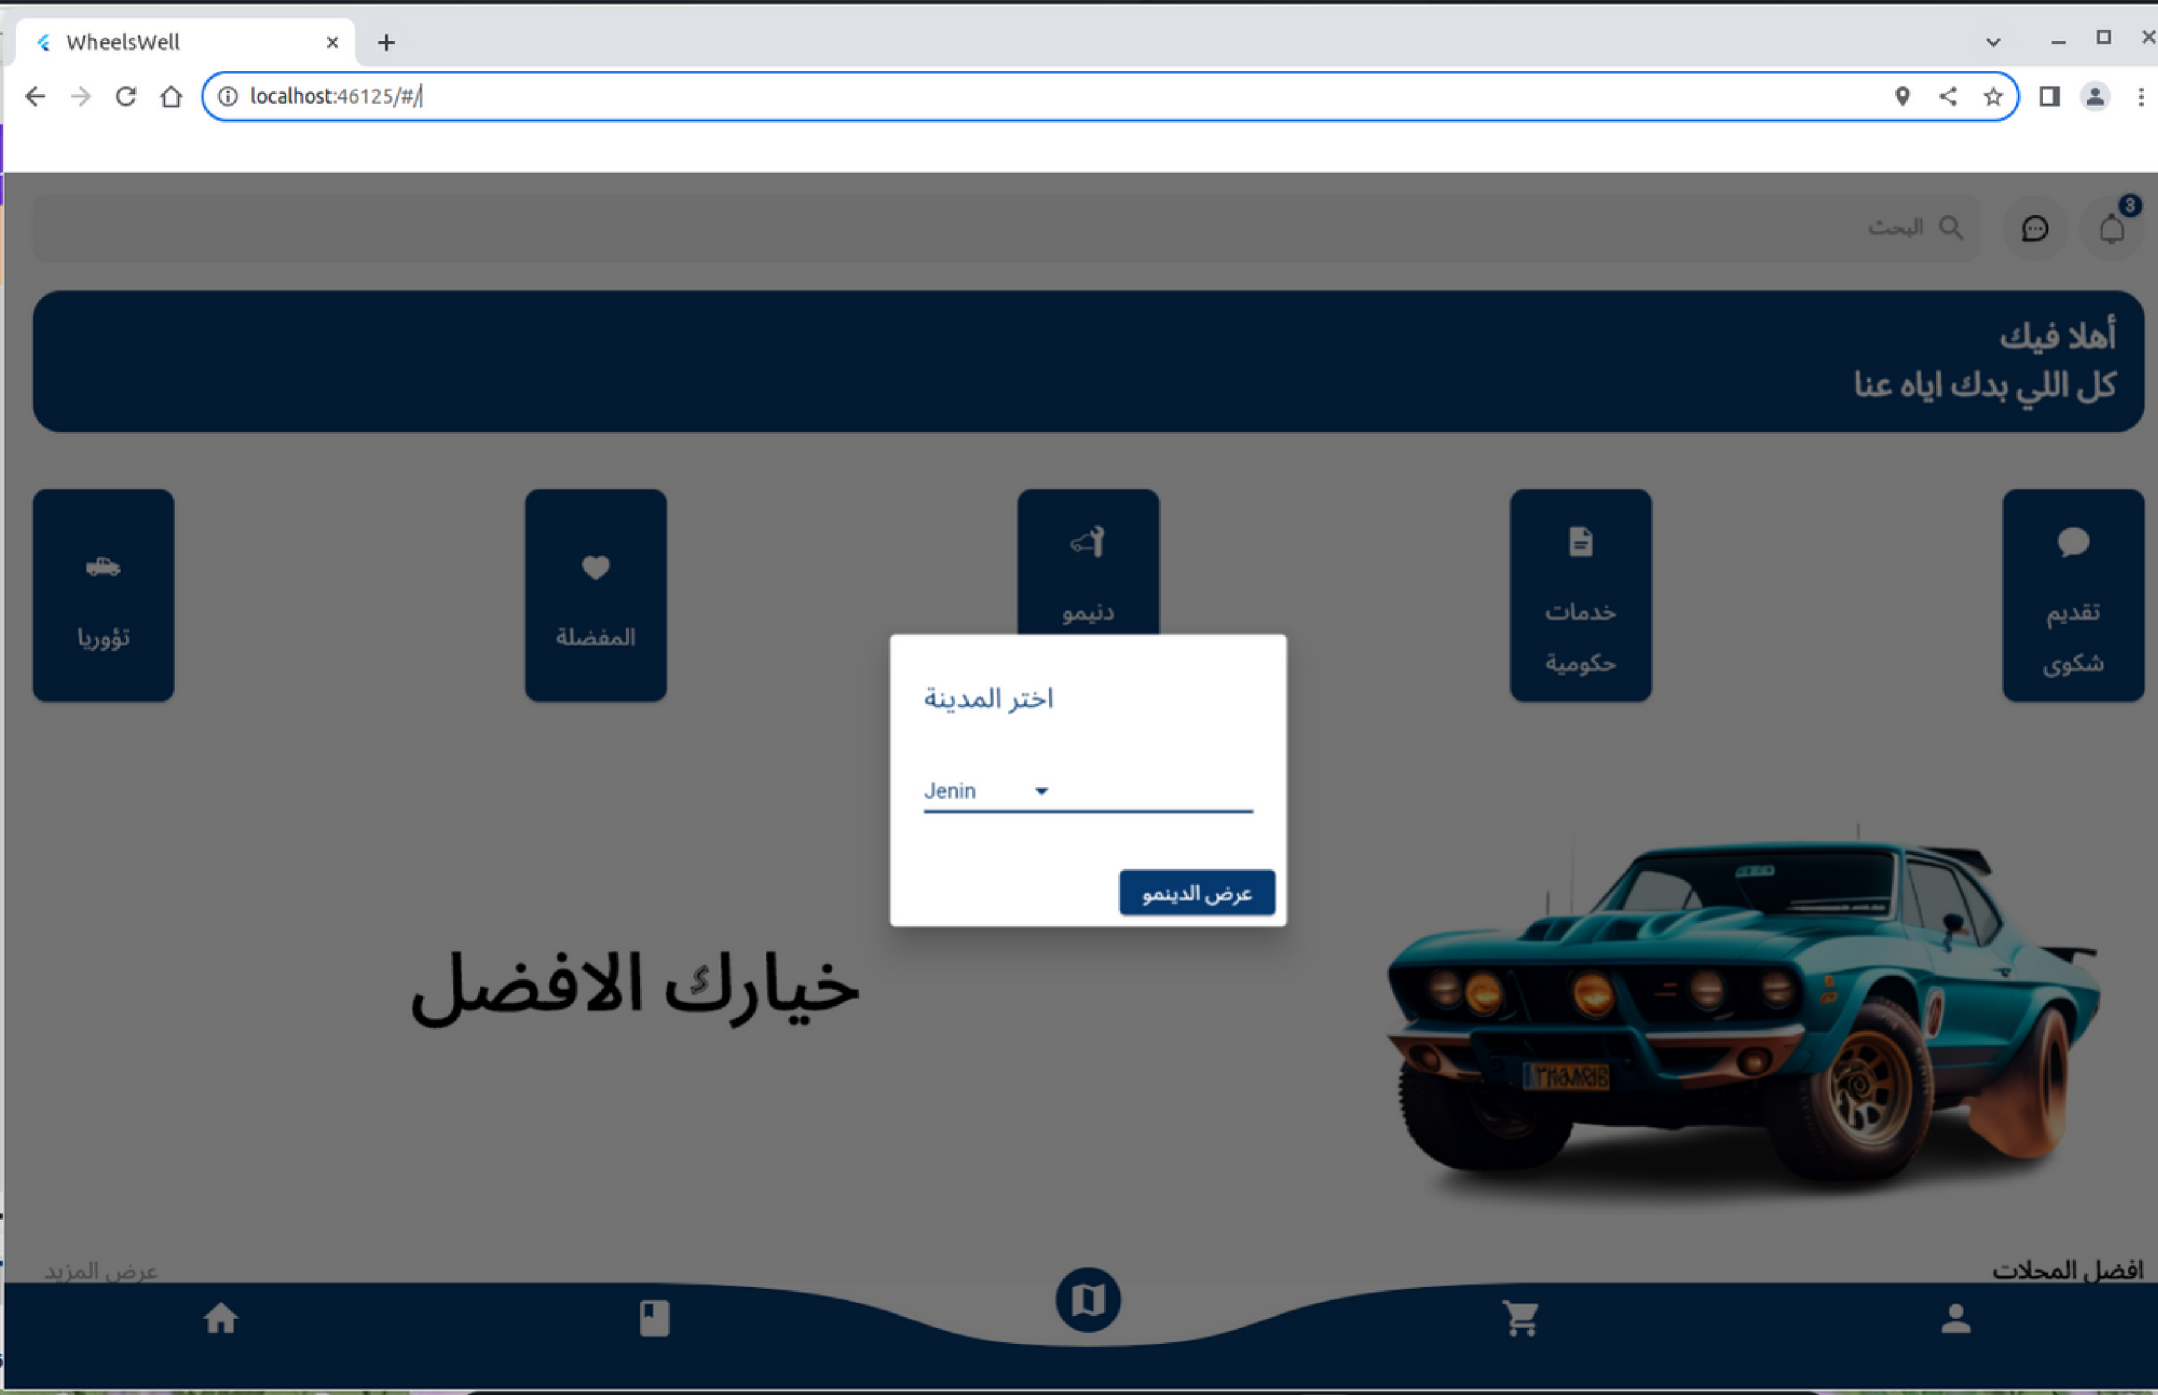 WheelsWell
localhost:46125/#/
3
البحث
أهلا فيك
كل اللي بدك اياه عنا
تقديم
شكوى
خدمات
حكومية
دنيمو
المفضلة
تؤوريا
اختر المدينة
Jenin
عرض الدينمو
خيارك الافضل
افضل المحلات
عرض المزيد